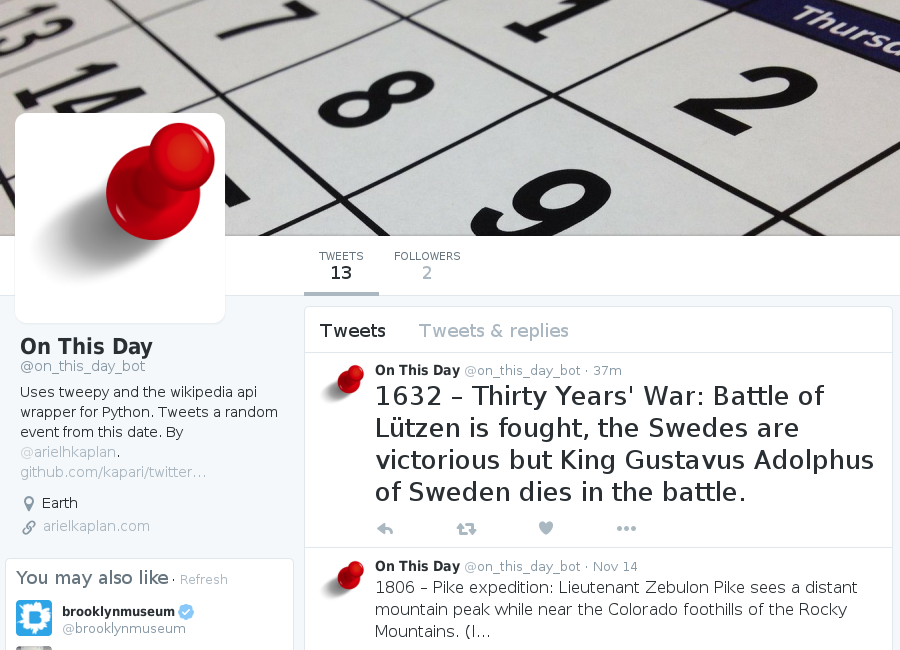 13
7
1
Thursd
14
8
2
9
TWEETS
FOLLOWERS
13
2
On This Day
@on_this_day_bot
Uses tweepy and the wikipedia api
wrapper for Python. Tweets a random
event from this date. By
@arielhkaplan.
github.com/kapari/twitter…
Earth
arielkaplan.com
You may also like · Refresh
brooklynmuseum
@brooklynmuseum
Tweets
Tweets & replies
On This Day @on_this_day_bot · 37m
1632 – Thirty Years' War: Battle of
Lützen is fought, the Swedes are
victorious but King Gustavus Adolphus
of Sweden dies in the battle.
On This Day @on_this_day_bot · Nov 14
1806 – Pike expedition: Lieutenant Zebulon Pike sees a distant
mountain peak while near the Colorado foothills of the Rocky
Mountains. (I...